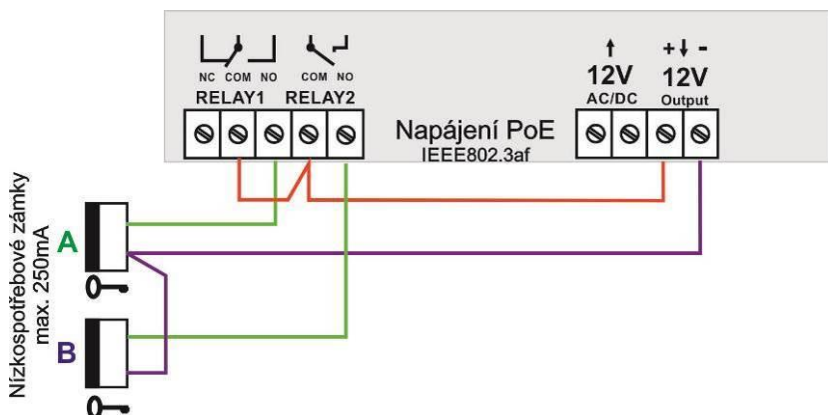 NC COM NO
RELAY1
COM NO
RELAY2
Napájení PoE
IEEE802.3af
12V
AC/DC
+ -
12V
Output
Nízkospotřebové zámky
max. 250mA
A
B